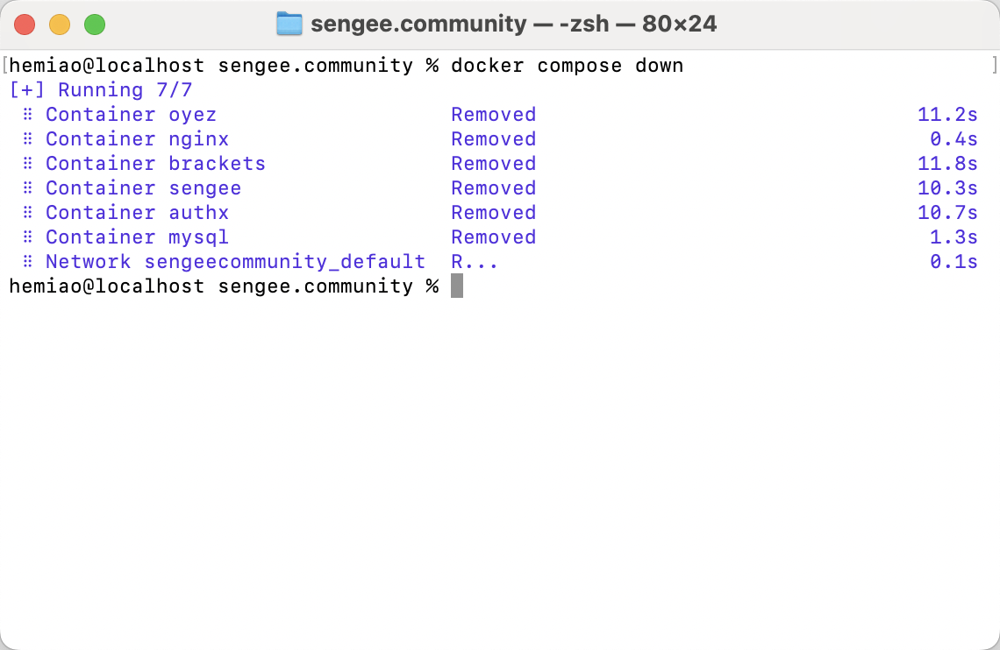 sengee.community — -zsh — 80×24
[hemiao@localhost sengee.community % docker compose down ]
[+] Running 7/7
⠿ Container oyez Removed 11.2s
⠿ Container nginx Removed 0.4s
⠿ Container brackets Removed 11.8s
⠿ Container sengee Removed 10.3s
⠿ Container authx Removed 10.7s
⠿ Container mysql Removed 1.3s
⠿ Network sengeecommunity_default R... 0.1s
hemiao@localhost sengee.community %